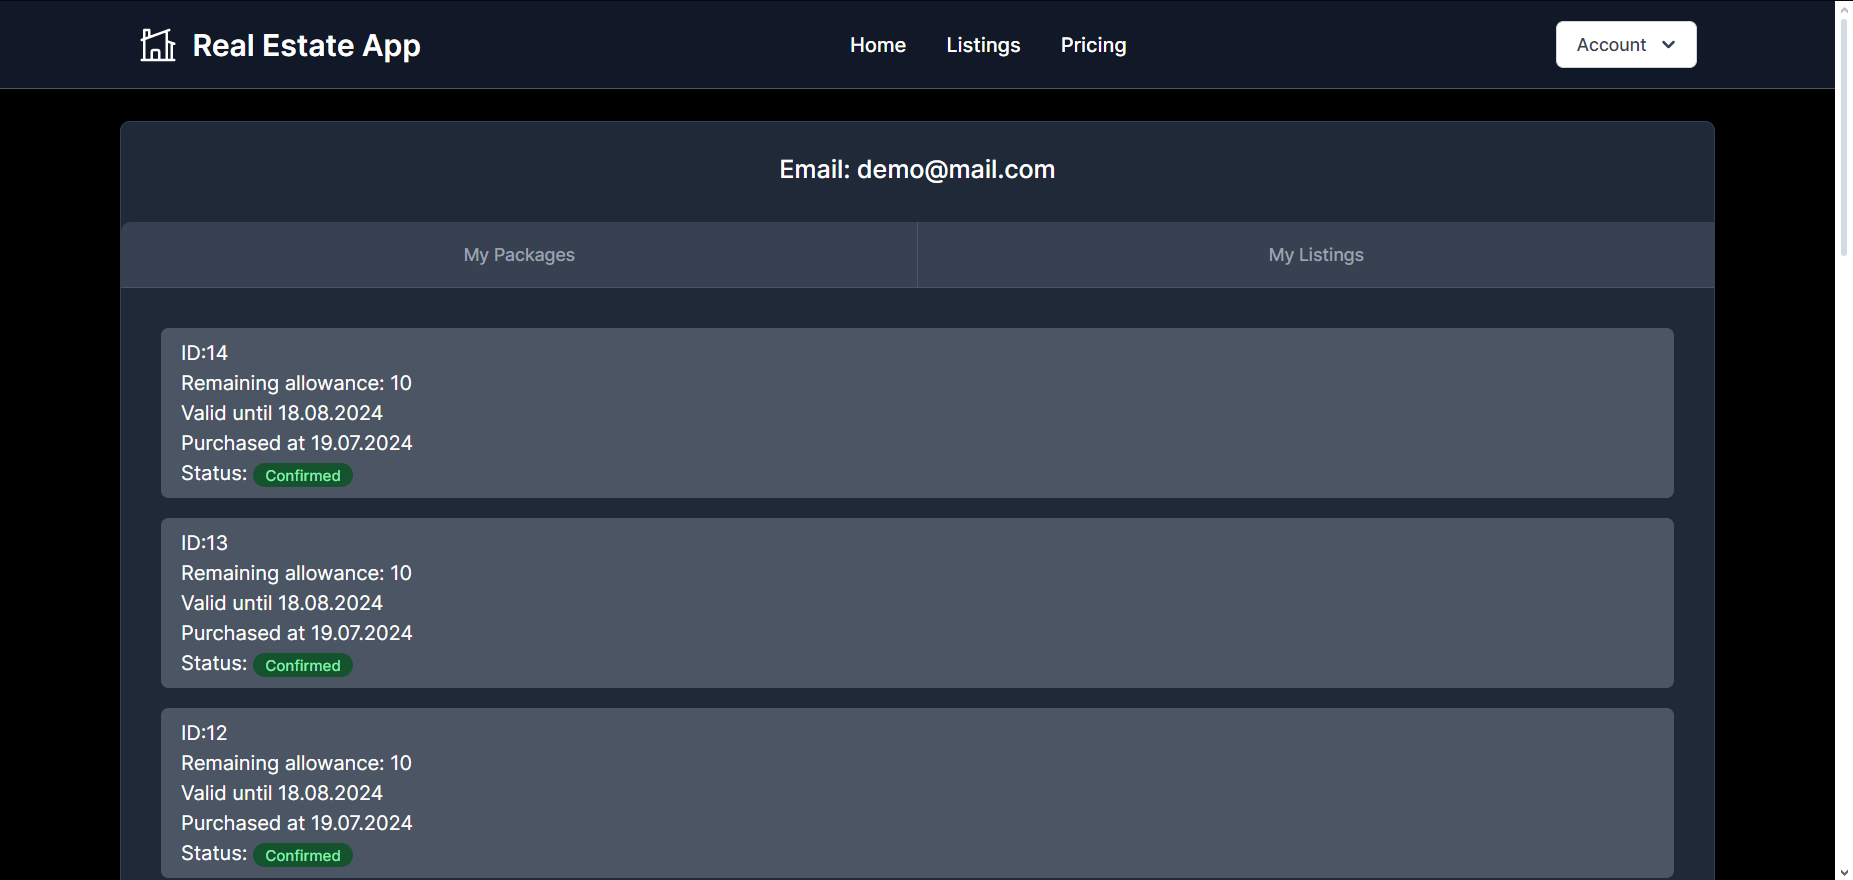 Real Estate App
Home Listings Pricing
Account
Email: demo@mail.com
My Packages
My Listings
ID:14
Remaining allowance: 10
Valid until 18.08.2024
Purchased at 19.07.2024
Status: Confirmed
ID:13
Remaining allowance: 10
Valid until 18.08.2024
Purchased at 19.07.2024
Status: Confirmed
ID:12
Remaining allowance: 10
Valid until 18.08.2024
Purchased at 19.07.2024
Status: Confirmed